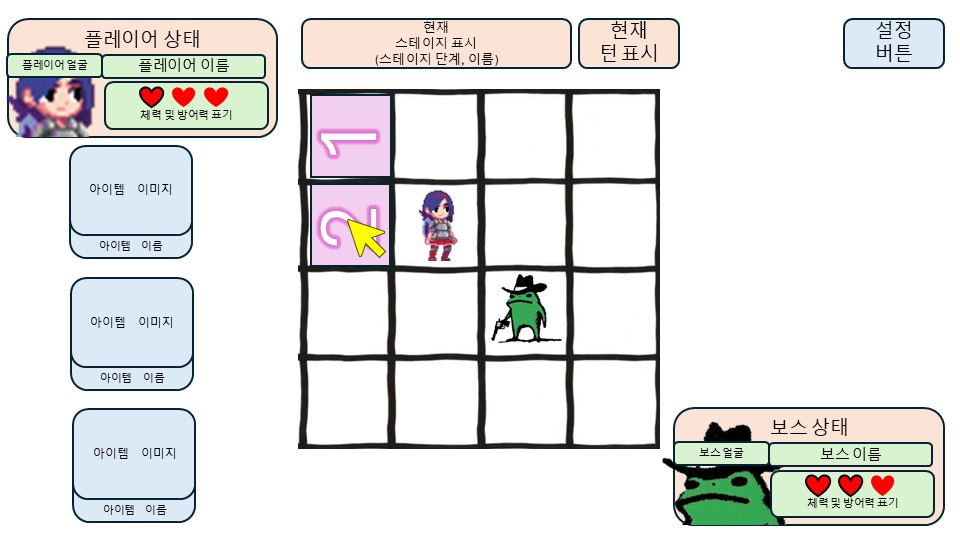 플레이어 상태
플레이어 얼굴
플레이어 이름
체력 및 방어력 표기
현재
스테이지 표시
(스테이지 단계, 이름)
현재
턴 표시
설정
버튼
아이템 이미지
아이템 이름
아이템 이미지
아이템 이름
아이템 이미지
아이템 이름
1
2
보스 상태
보스 얼굴
보스 이름
체력 및 방어력 표기